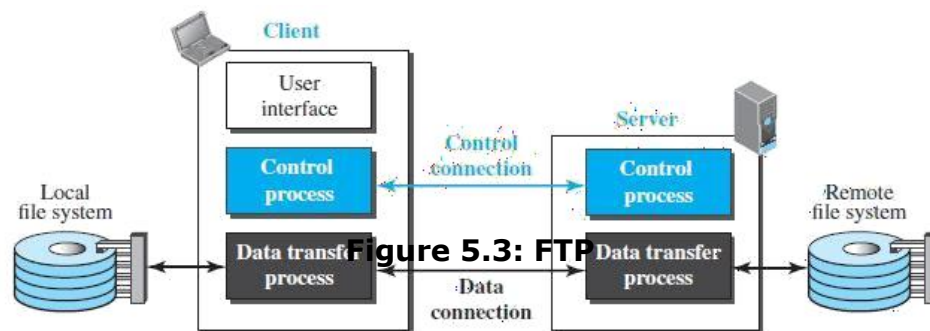 Client
User
interface
Server
Control
connection
Control
process
Control
process
Local
file system
Remote
file system
Data transfer
process
Figure 5.3: FTP
Data transfer
process
Data
connection